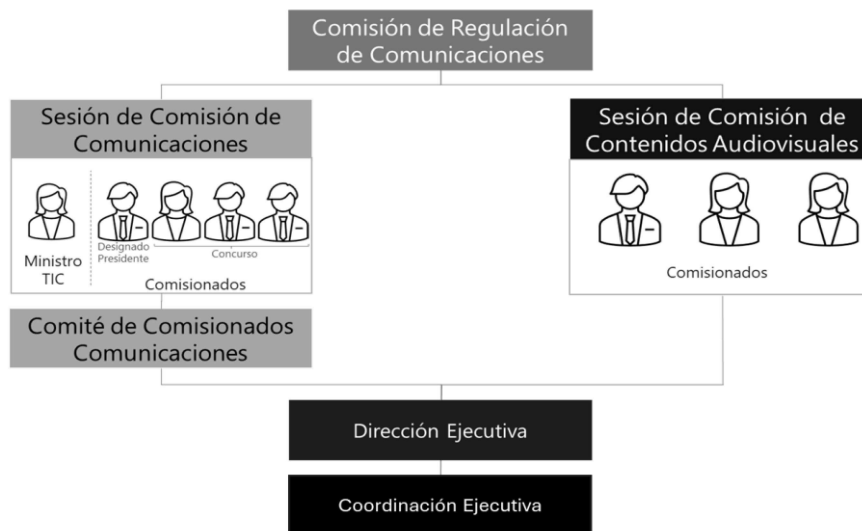 Comisión de Regulación
de Comunicaciones
Sesión de Comisión de
Comunicaciones
Ministro
TIC
Designado
Presidente
Concurso
Comisionados
Sesión de Comisión de
Contenidos Audiovisuales
Comisionados
Comité de Comisionados
Comunicaciones
Dirección Ejecutiva
Coordinación Ejecutiva